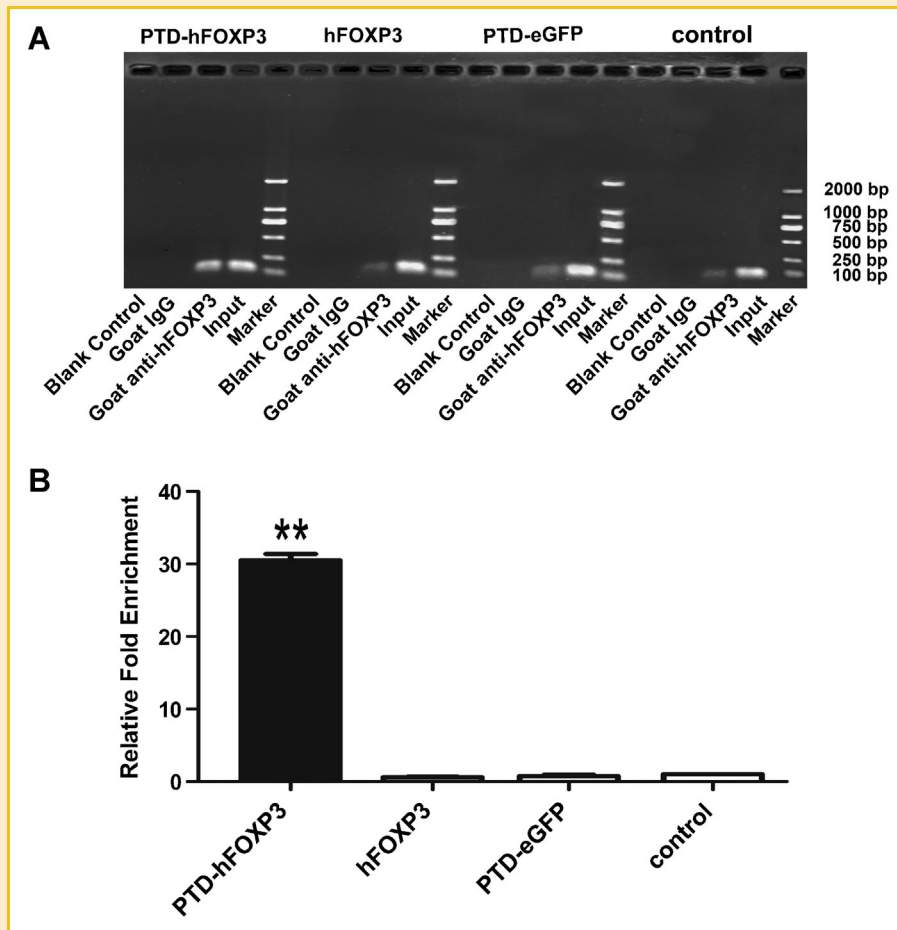 A
PTD-hFOXP3 hFOXP3 PTD-eGFP control
2000 bp
1000 bp
750 bp
500 bp
250 bp
100 bp
Blank Control
Goat IgG
Goat anti-hFOXP3
Input
Marker
Blank Control
Goat IgG
Goat anti-hFOXP3
Input
Marker
Blank Control
Goat IgG
Goat anti-hFOXP3
Input
Marker
Blank Control
Goat IgG
Goat anti-hFOXP3
Input
Marker
B
Relative Fold Enrichment
40
30
20
10
0
**
PTD-hFOXP3
hFOXP3
PTD-eGFP
control